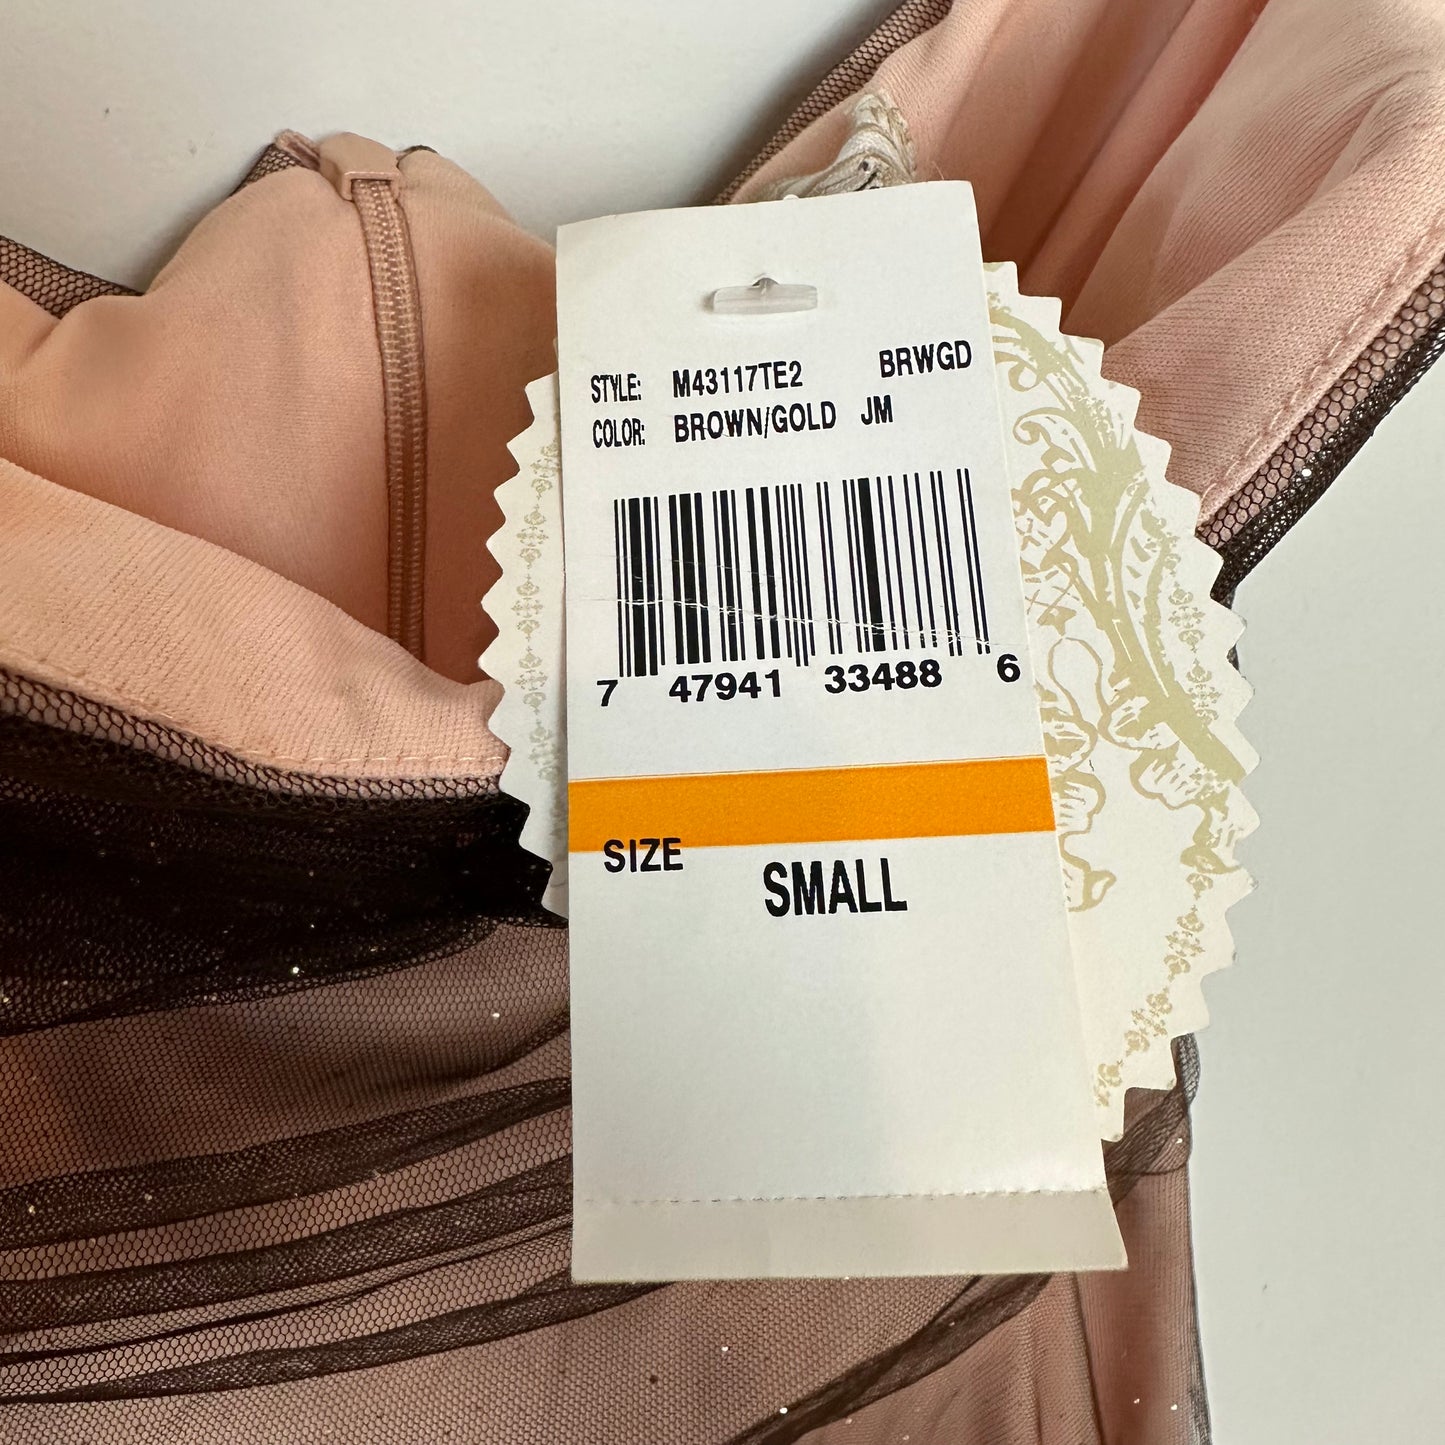 STYLE: M43117TE2 BRWGD
COLOR: BROWN/GOLD JM
7 47941 33488 6
SIZE
SMALL